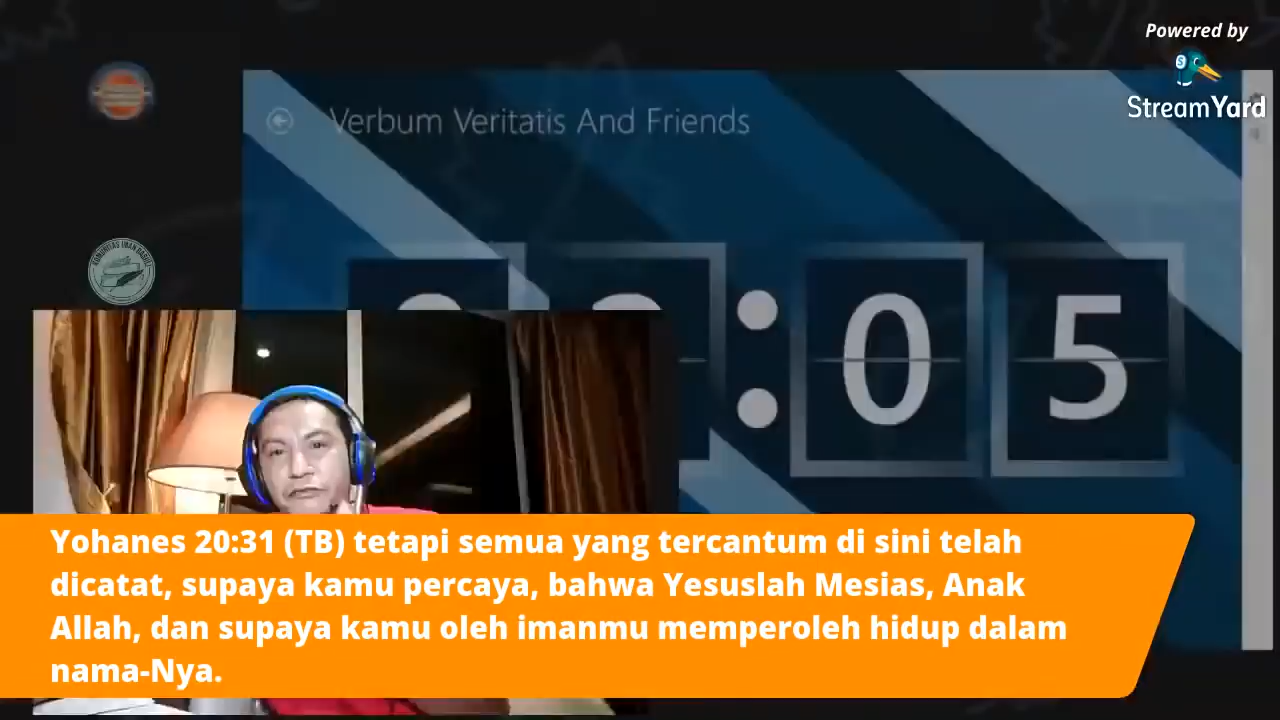 Powered by
StreamYard
Verbum Veritatis And Friends
:05
Yohanes 20:31 (TB) tetapi semua yang tercantum di sini telah
dicatat, supaya kamu percaya, bahwa Yesuslah Mesias, Anak
Allah, dan supaya kamu oleh imanmu memperoleh hidup dalam
nama-Nya.